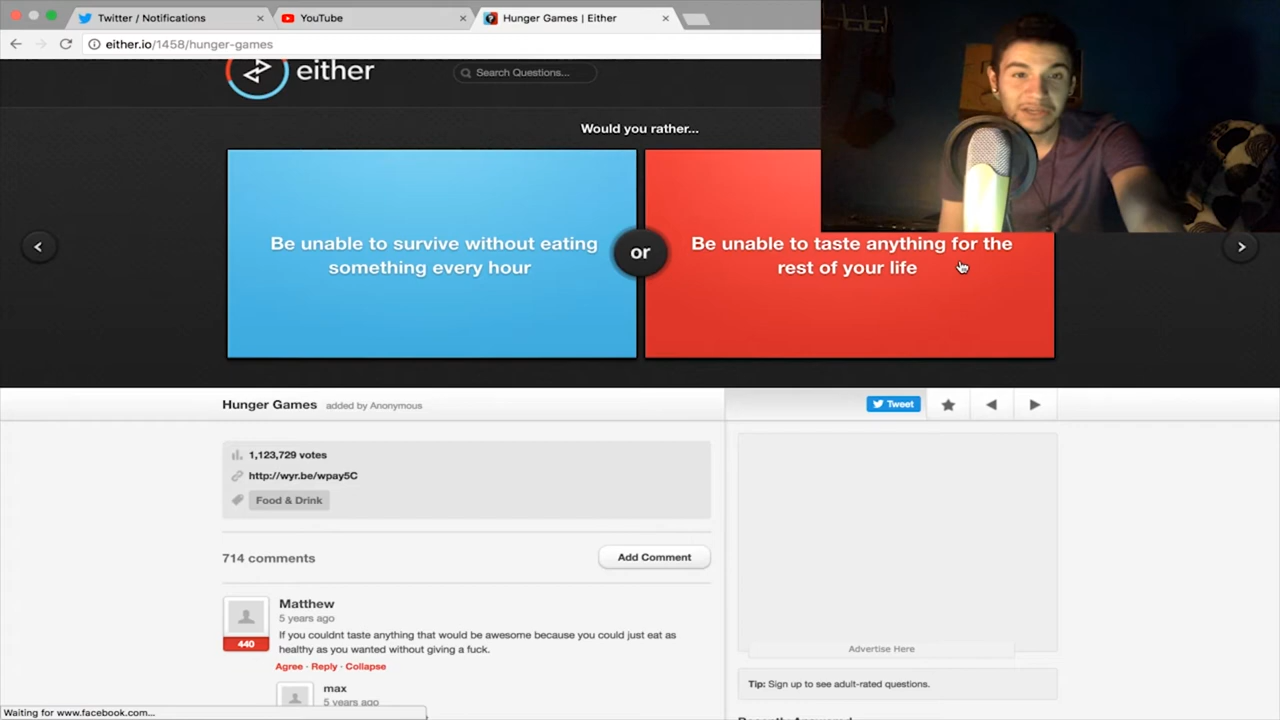 Twitter / Notifications
YouTube
Hunger Games | Either
either.io/1458/hunger-games
either
Search Questions...
Would you rather...
Be unable to survive without eating
something every hour
or
Be unable to taste anything for the
rest of your life
Hunger Games added by Anonymous
Tweet
1,123,729 votes
http://wyr.be/wpay5C
Food & Drink
714 comments
Add Comment
Matthew
5 years ago
440
If you couldnt taste anything that would be awesome because you could just eat as
healthy as you wanted without giving a fuck.
Agree · Reply · Collapse
max
5 years ago
Advertise Here
Tip: Sign up to see adult-rated questions.
Recently Answered
Waiting for www.facebook.com...